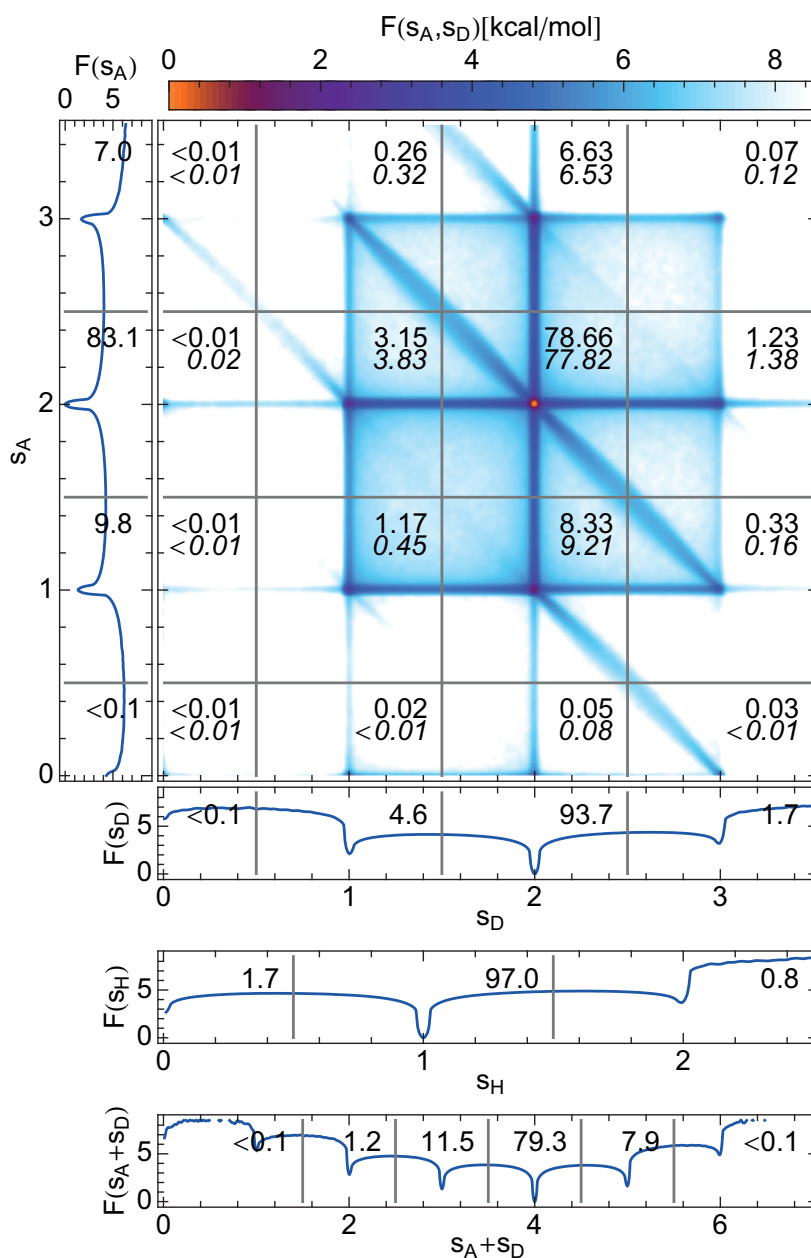 F(s_A,s_D)[kcal/mol]
0 2 4 6 8
F(s_A)
0 5
7.0 <0.01 0.26 6.63 0.07
<0.01 0.32 6.53 0.12
3
83.1 <0.01 3.15 78.66 1.23
0.02 3.83 77.82 1.38
2
s_A
9.8 <0.01 1.17 8.33 0.33
<0.01 0.45 9.21 0.16
1
<0.1 <0.01 0.02 0.05 0.03
<0.01 <0.01 0.08 <0.01
0
F(s_D)
5
0
<0.1 4.6 93.7 1.7
0 1 2 3
s_D
F(s_H)
5
0
1.7 97.0 0.8
0 1 2
s_H
F(s_A+s_D)
5
0
<0.1 1.2 11.5 79.3 7.9 <0.1
0 2 4 6
s_A+s_D